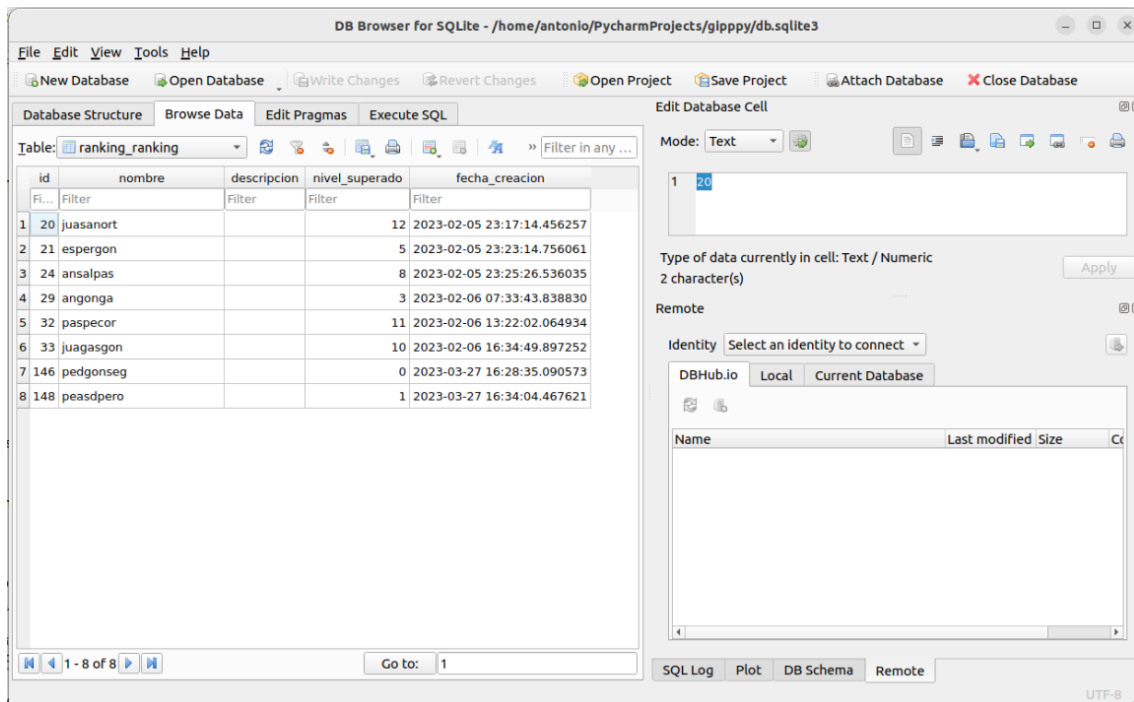 DB Browser for SQLite - /home/antonio/PycharmProjects/gipppy/db.sqlite3
File Edit View Tools Help
New Database Open Database Write Changes Revert Changes Open Project Save Project Attach Database Close Database
Database Structure Browse Data Edit Pragmas Execute SQL
Table: ranking_ranking » Filter in any ...
id nombre descripcion nivel_superado fecha_creacion
Fi... Filter Filter Filter Filter
1 20 juasanort 12 2023-02-05 23:17:14.456257
2 21 espergon 5 2023-02-05 23:23:14.756061
3 24 ansalpas 8 2023-02-05 23:25:26.536035
4 29 angonga 3 2023-02-06 07:33:43.838830
5 32 paspecor 11 2023-02-06 13:22:02.064934
6 33 juagasgon 10 2023-02-06 16:34:49.897252
7 146 pedgonseg 0 2023-03-27 16:28:35.090573
8 148 peasdpero 1 2023-03-27 16:34:04.467621
1 - 8 of 8 Go to: 1
Edit Database Cell
Mode: Text
1 20
Type of data currently in cell: Text / Numeric
2 character(s)
Apply
Remote
Identity Select an identity to connect
DBHub.io Local Current Database
Name Last modified Size Co
SQL Log Plot DB Schema Remote
UTF-8